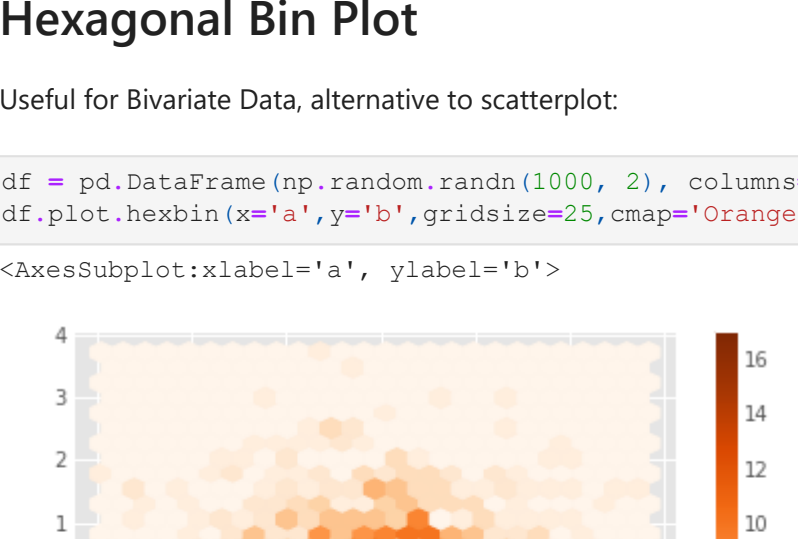 Hexagonal Bin Plot
Useful for Bivariate Data, alternative to scatterplot:
df = pd.DataFrame(np.random.randn(1000, 2), columns
df.plot.hexbin(x='a',y='b',gridsize=25,cmap='Orange
<AxesSubplot:xlabel='a', ylabel='b'>
4
3
2
1
16
14
12
10